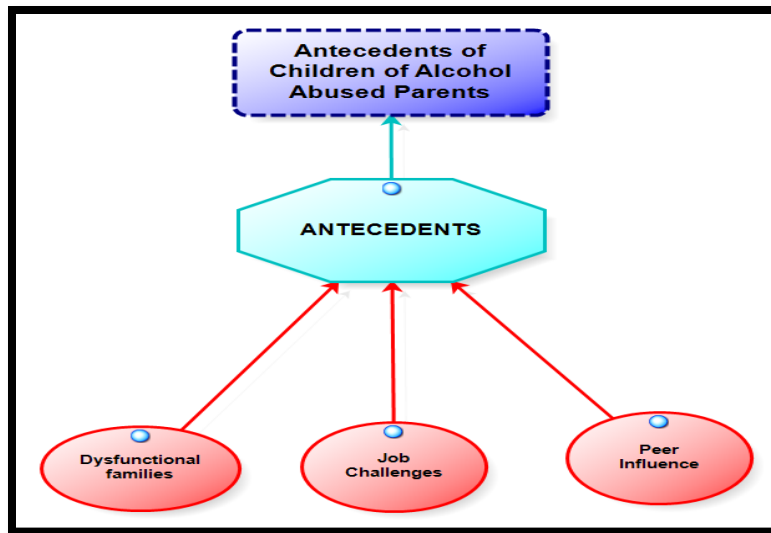 Antecedents of
Children of Alcohol
Abused Parents
ANTECEDENTS
Dysfunctional
families
Job
Challenges
Peer
Influence